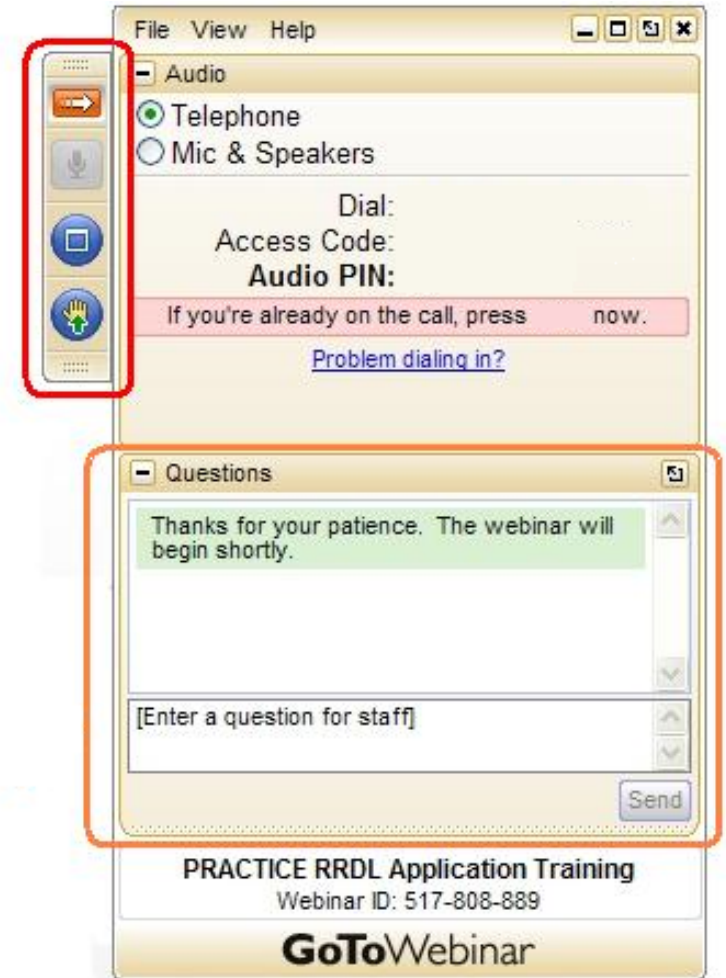 File View Help
Audio
Telephone
Mic & Speakers
Dial:
Access Code:
Audio PIN:
If you're already on the call, press now.
Problem dialing in?
Questions
Thanks for your patience. The webinar will
begin shortly.
[Enter a question for staff]
Send
PRACTICE RRDL Application Training
Webinar ID: 517-808-889
GoToWebinar